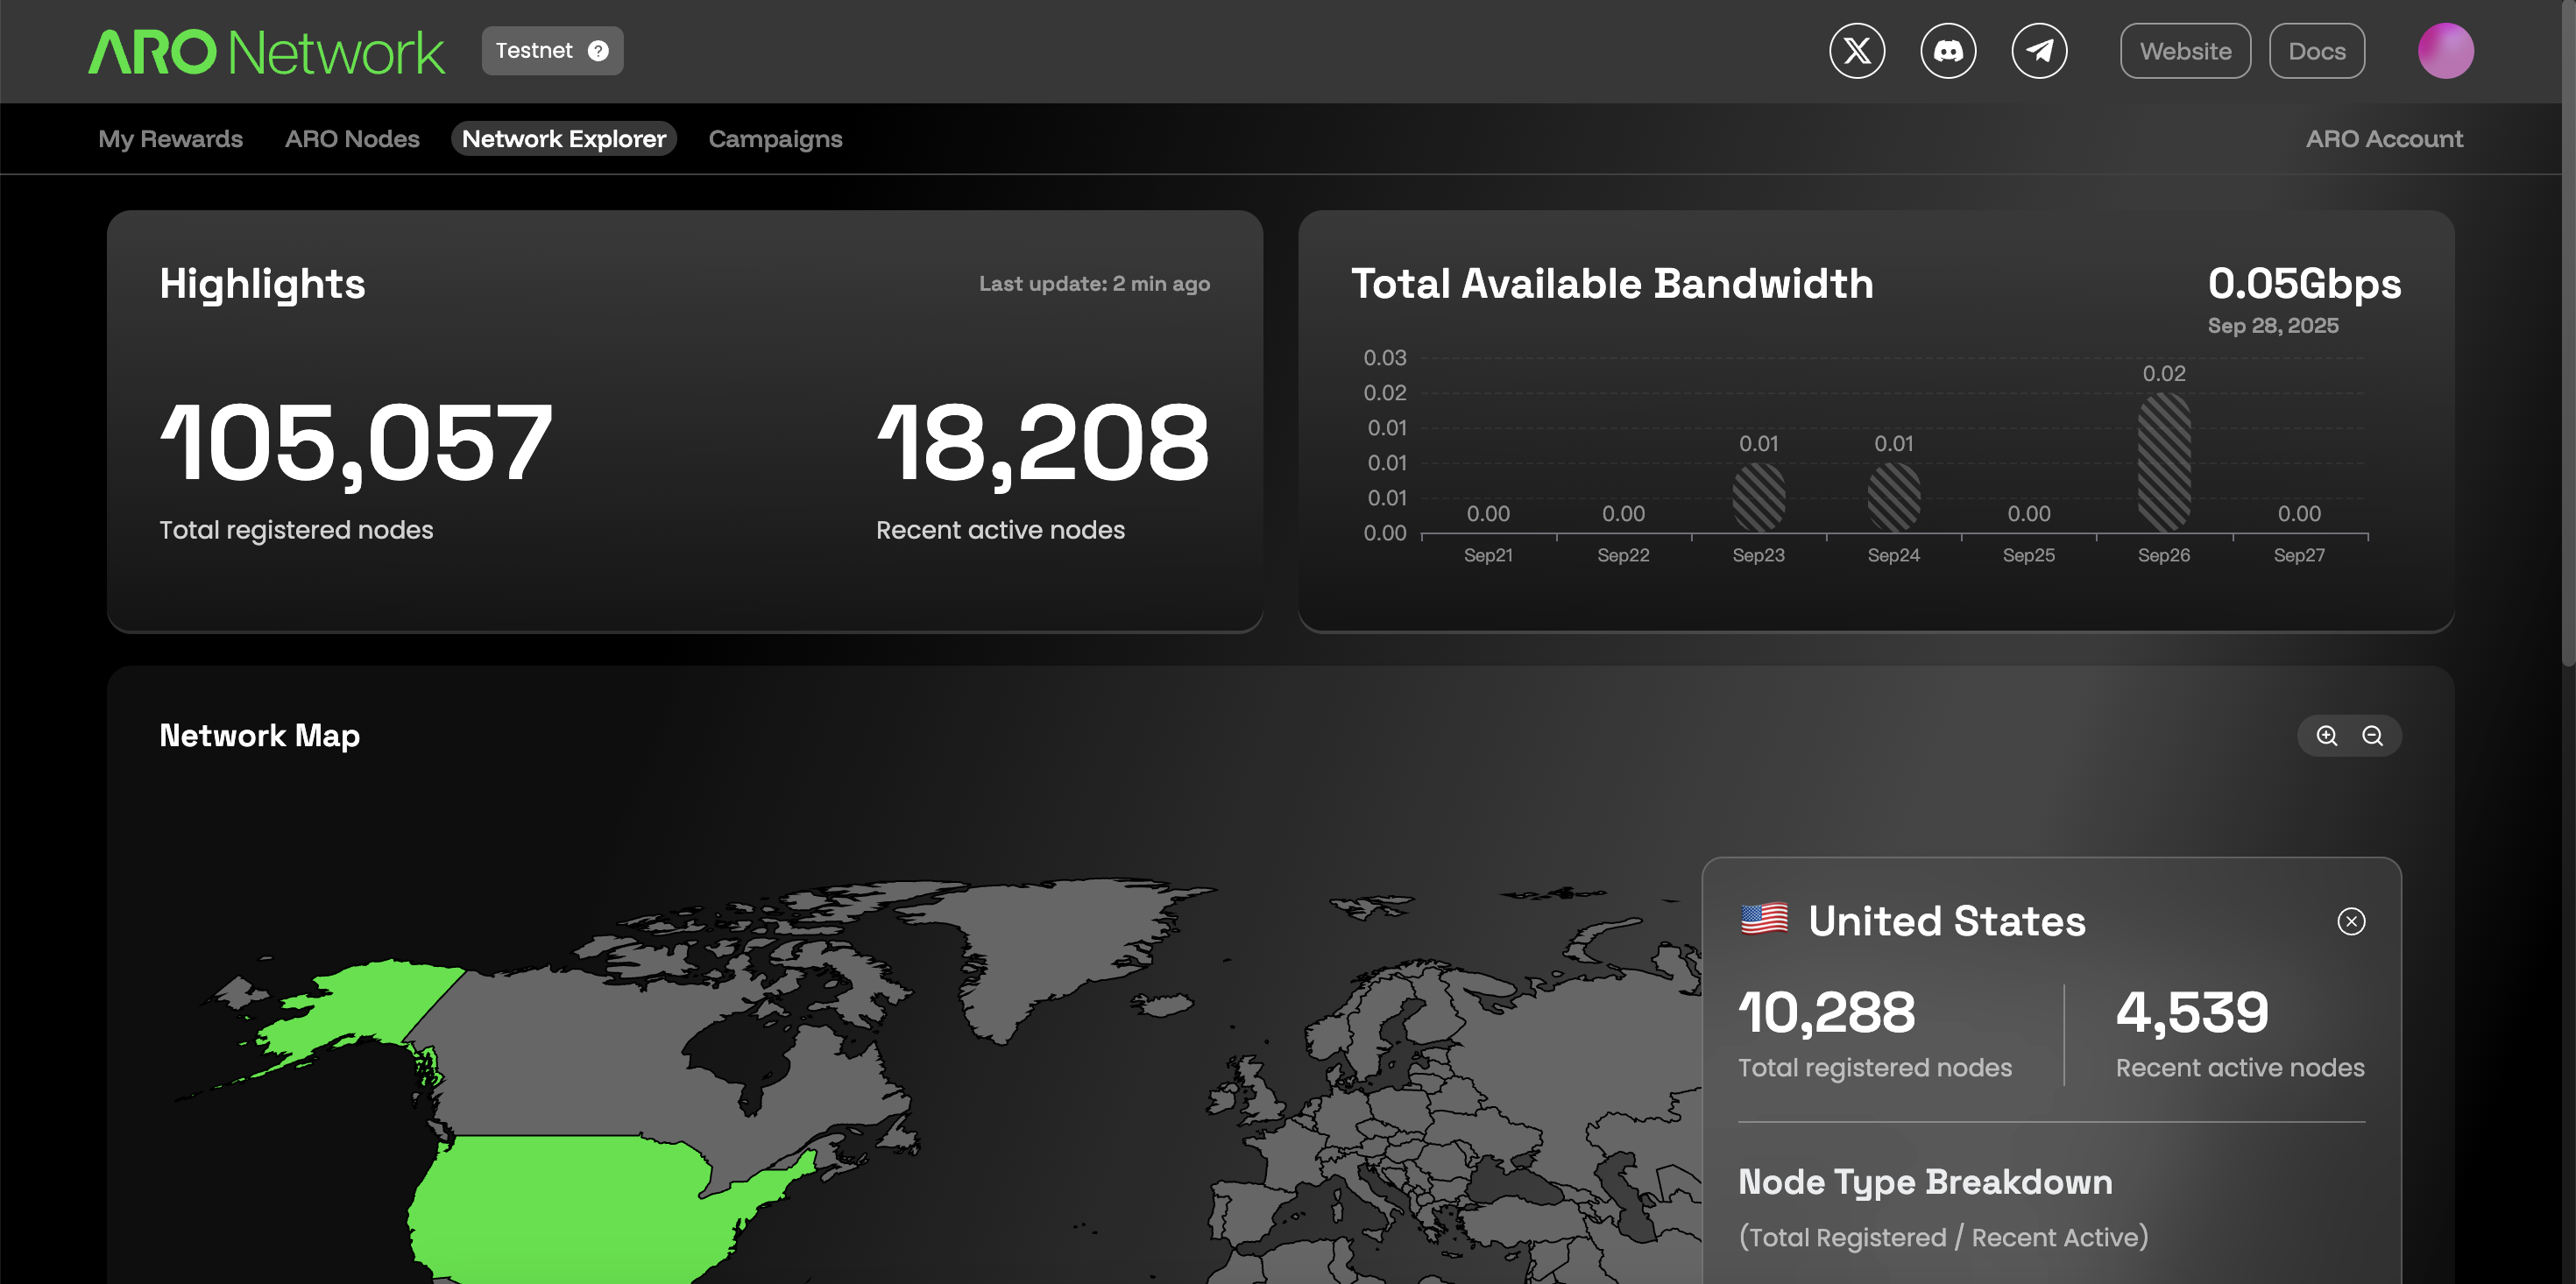 ARO Network
Testnet ?
Website
Docs
My Rewards
ARO Nodes
Network Explorer
Campaigns
ARO Account
Highlights
Last update: 2 min ago
105,057
Total registered nodes
18,208
Recent active nodes
Total Available Bandwidth
0.05Gbps
Sep 28, 2025
0.03
0.02
0.01
0.01
0.01
0.00
0.00
0.00
0.01
0.01
0.00
0.02
0.00
Sep21
Sep22
Sep23
Sep24
Sep25
Sep26
Sep27
Network Map
United States
10,288
Total registered nodes
4,539
Recent active nodes
Node Type Breakdown
(Total Registered / Recent Active)